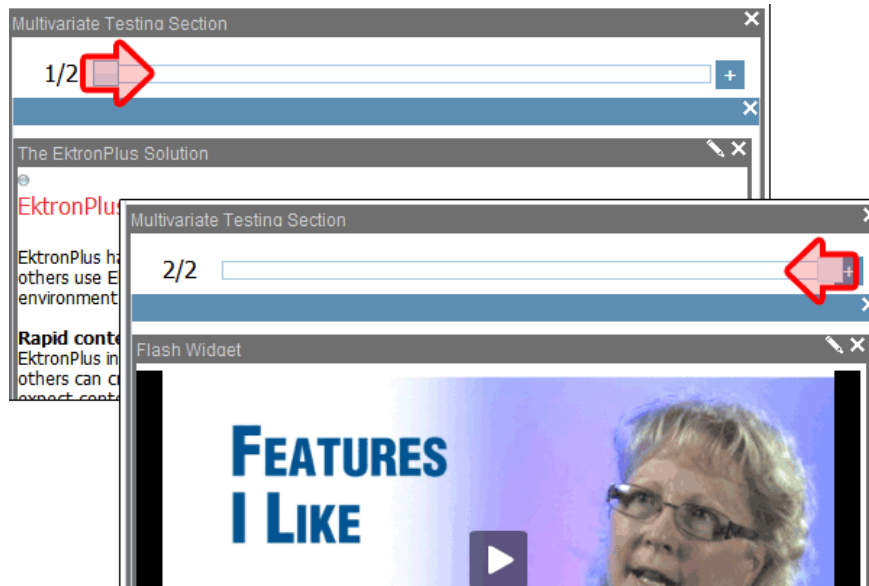 Multivariate Testing Section
1/2
+
The EktronPlus Solution
EktronPlus
EktronPlus
others use
environment
Rapid
EktronPlus in
others can
Multivariate Testing Section
2/2
+
Flash Widget
FEATURES
I LIKE